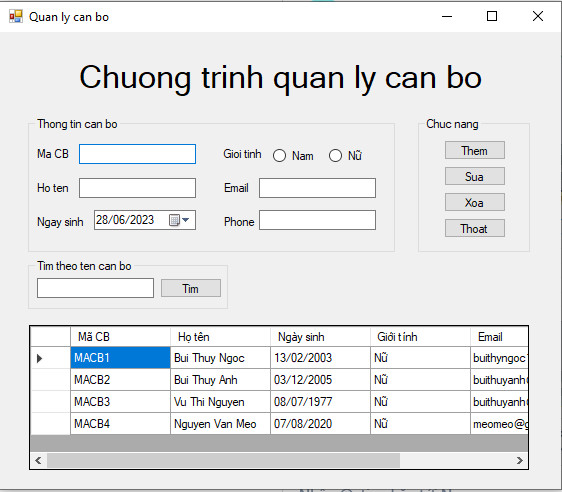 Quan ly can bo
Chuong trinh quan ly can bo
Thong tin can bo
Ma CB
Gioi tinh Nam Nữ
Ho ten
Email
Ngay sinh 28/06/2023
Phone
Chuc nang
Them
Sua
Xoa
Thoat
Tim theo ten can bo
Tim
Mã CB Họ tên Ngày sinh Giới tính Email
MACB1 Bui Thuy Ngoc 13/02/2003 Nữ buithyngoc
MACB2 Bui Thuy Anh 03/12/2005 Nữ buithuyanh
MACB3 Vu Thi Nguyen 08/07/1977 Nữ buithuyanh
MACB4 Nguyen Van Meo 07/08/2020 Nữ meomeo@g